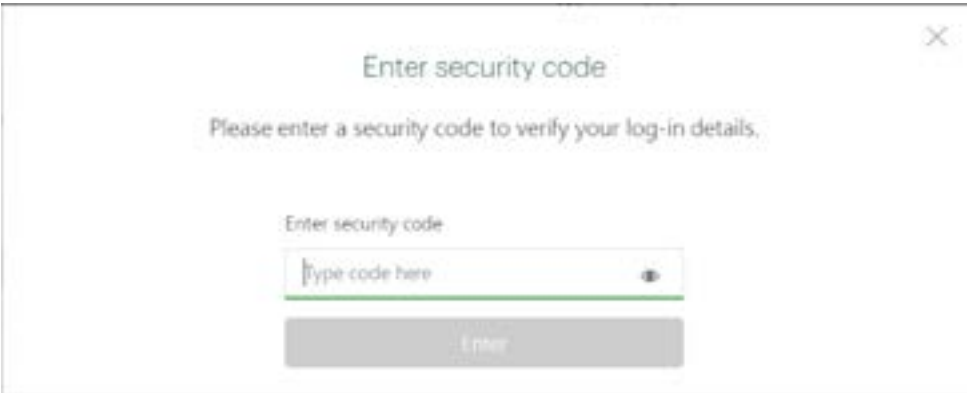 Enter security code
Please enter a security code to verify your log-in details.
Enter security code
Type code here
Enter